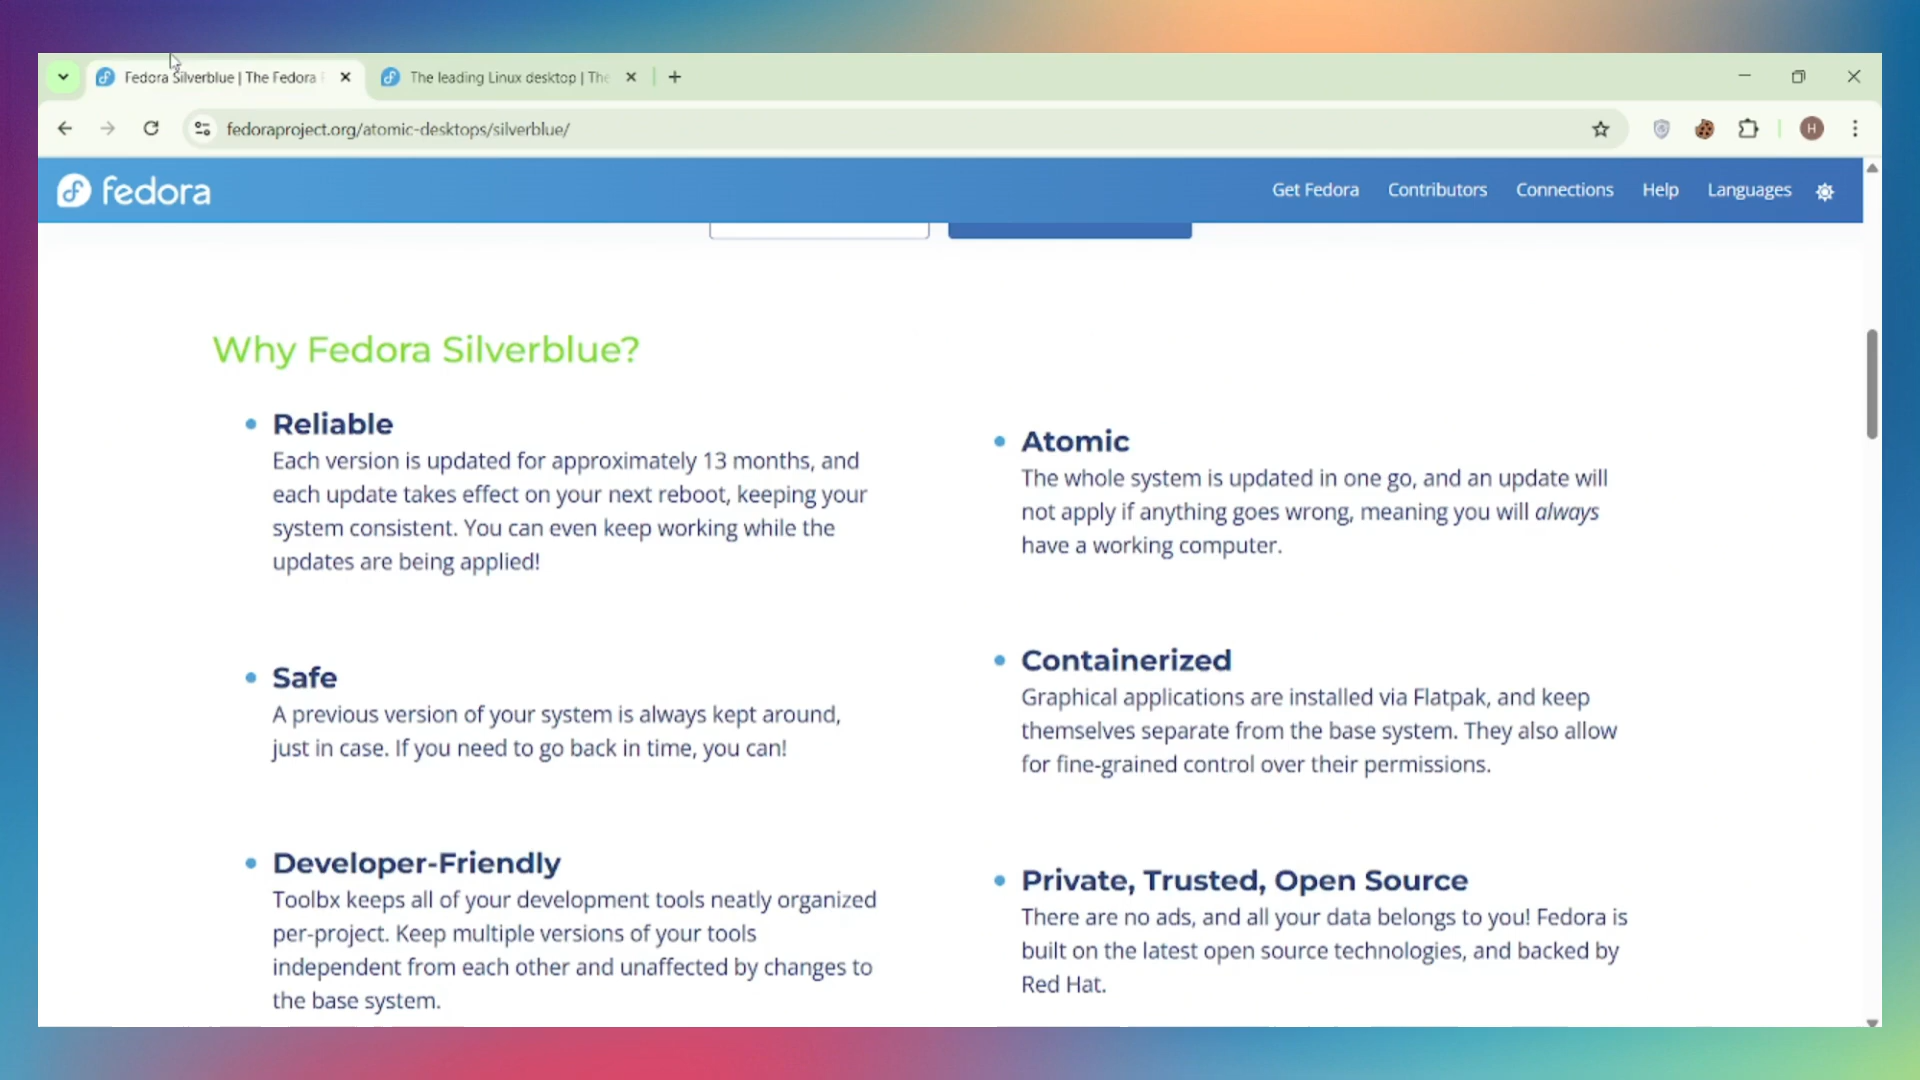 Fedora Silverblue | The Fedora
The leading Linux desktop | The
fedoraproject.org/atomic-desktops/silverblue/
H
fedora
Get Fedora
Contributors
Connections
Help
Languages
Why Fedora Silverblue?
Reliable
Each version is updated for approximately 13 months, and
each update takes effect on your next reboot, keeping your
system consistent. You can even keep working while the
updates are being applied!
Atomic
The whole system is updated in one go, and an update will
not apply if anything goes wrong, meaning you will always
have a working computer.
Safe
A previous version of your system is always kept around,
just in case. If you need to go back in time, you can!
Containerized
Graphical applications are installed via Flatpak, and keep
themselves separate from the base system. They also allow
for fine-grained control over their permissions.
Developer-Friendly
Toolbx keeps all of your development tools neatly organized
per-project. Keep multiple versions of your tools
independent from each other and unaffected by changes to
the base system.
Private, Trusted, Open Source
There are no ads, and all your data belongs to you! Fedora is
built on the latest open source technologies, and backed by
Red Hat.